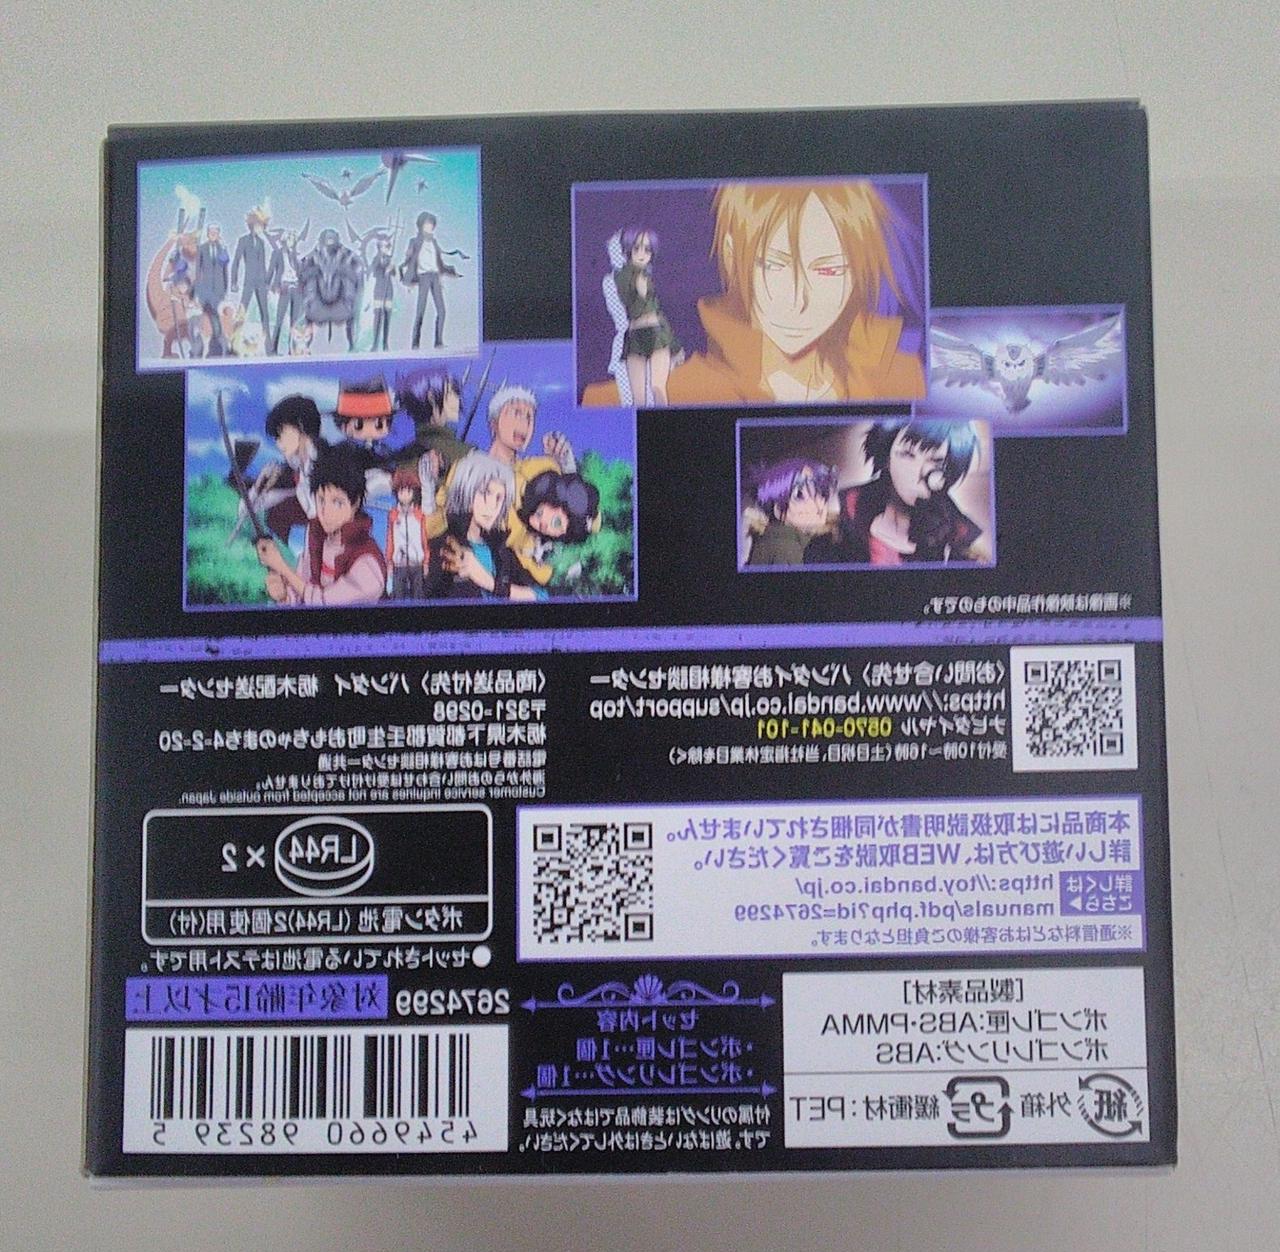 ※画像は映像作品中のものです。
〈お問い合せ先〉バンダイお客様相談センター
https://www.bandai.co.jp/support/top
ナビダイヤル 0570-041-101
受付10時～16時(土日祝日、当社指定休業日を除く)
〈商品送付先〉バンダイ 栃木配送センター
〒321-0298
栃木県下都賀郡壬生町おもちゃのまち4-2-20
電話番号はお客様相談センター共通
海外からのお問い合わせは受け付けておりません。
Customer service inquiries are not accepted from outside Japan.
本商品には取扱説明書が同梱されていません。
詳しい遊び方は、WEB取説をご覧ください。
詳しくはこちら▶
https://toy.bandai.co.jp/
manuals/pdf.php?id=2674299
※通信料などはお客様のご負担となります。
LR44 × 2
ボタン電池(LR44)2個使用(付)
●セットされている電池はテスト用です。
[製品素材]
ボンゴレ匣:ABS・PMMA
ボンゴレリング:ABS
紙 外箱 プラ 緩衝材:PET
セット内容
・ボンゴレ匣…1個
・ボンゴレリング…1個
付属のリングは装飾品ではなく玩具
です。遊ばないときは外してください。
2674299
対象年齢15才以上
4549660982395